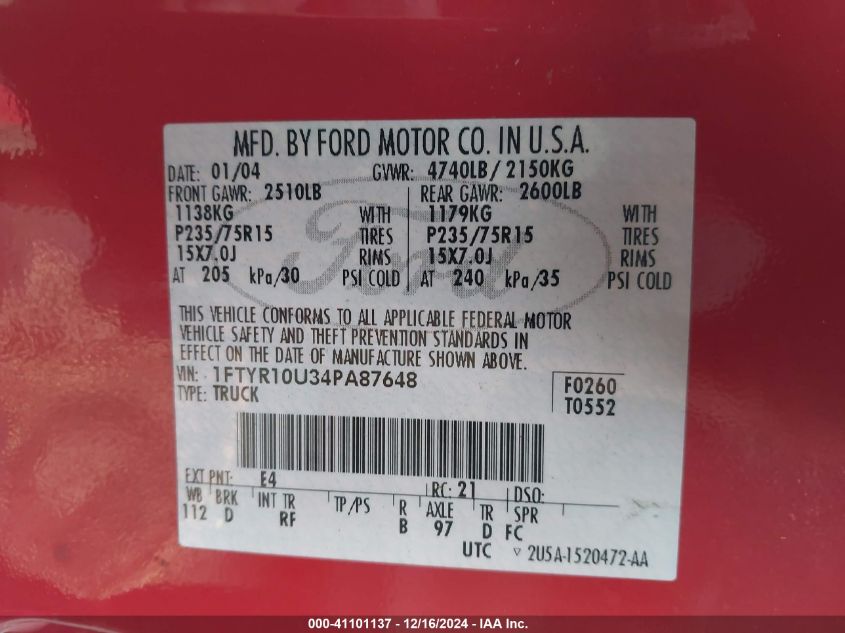 MFD. BY FORD MOTOR CO. IN U.S.A.
DATE: 01/04 GVWR: 4740LB/ 2150KG
FRONT GAWR: 2510LB REAR GAWR: 2600LB
1138KG WITH 1179KG WITH
P235/75R15 TIRES P235/75R15 TIRES
15X7.0J RIMS 15X7.0J RIMS
AT 205 kPa/30 PSI COLD AT 240 kPa/35 PSI COLD
Ford
THIS VEHICLE CONFORMS TO ALL APPLICABLE FEDERAL MOTOR
VEHICLE SAFETY AND THEFT PREVENTION STANDARDS IN
EFFECT ON THE DATE OF MANUFACTURE SHOWN ABOVE.
VIN: 1FTYR10U34PA87648 F0260
TYPE: TRUCK T0552
EXT PNT: E4 RC: 21 DSO:
WB BRK INT TR TP/PS R AXLE TR SPR
112 D RF B 97 D FC
UTC ▽ 2U5A-1520472-AA
000-41101137 - 12/16/2024 - IAA Inc.